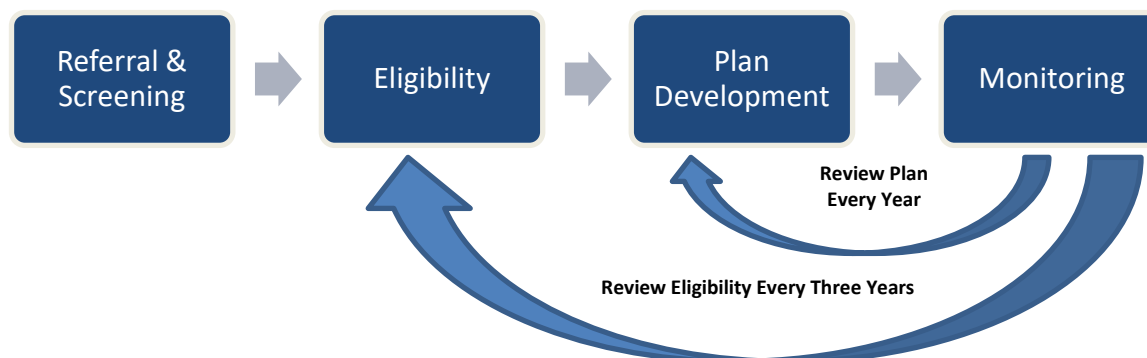 Referral &
Screening
Eligibility
Plan
Development
Monitoring
Review Plan
Every Year
Review Eligibility Every Three Years